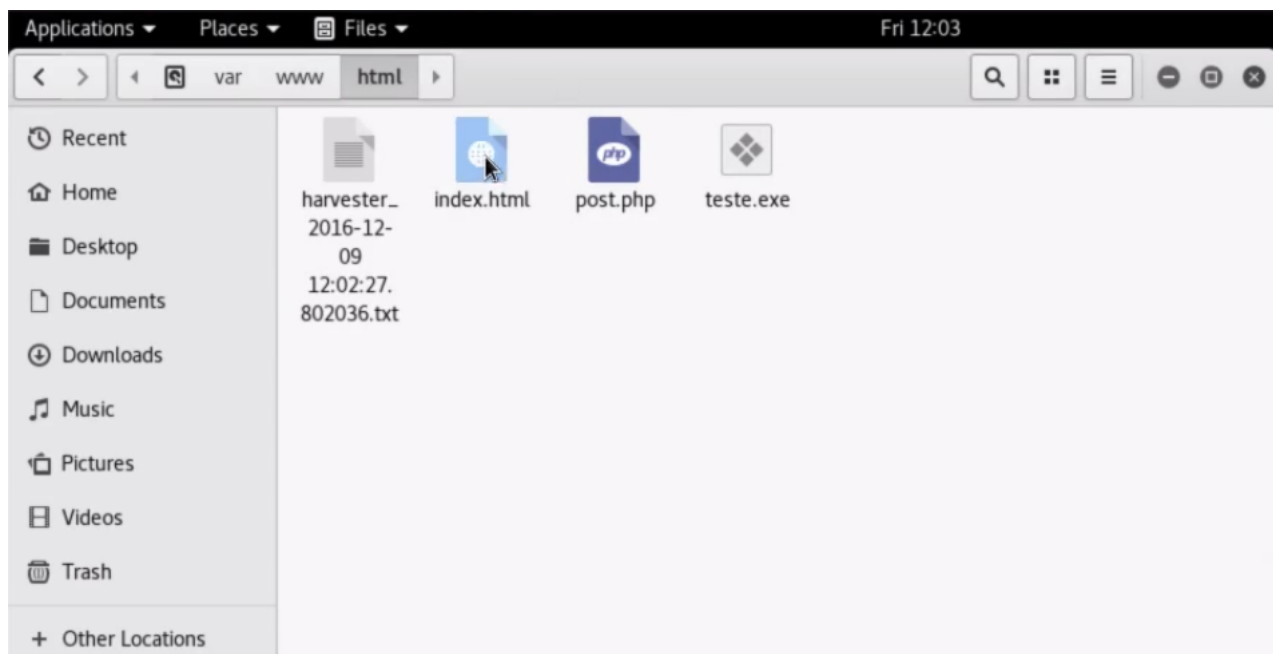 Applications Places Files Fri 12:03
var www html
Recent
Home
Desktop
Documents
Downloads
Music
Pictures
Videos
Trash
+ Other Locations
harvester_
2016-12-
09
12:02:27.
802036.txt
index.html
php
post.php
teste.exe